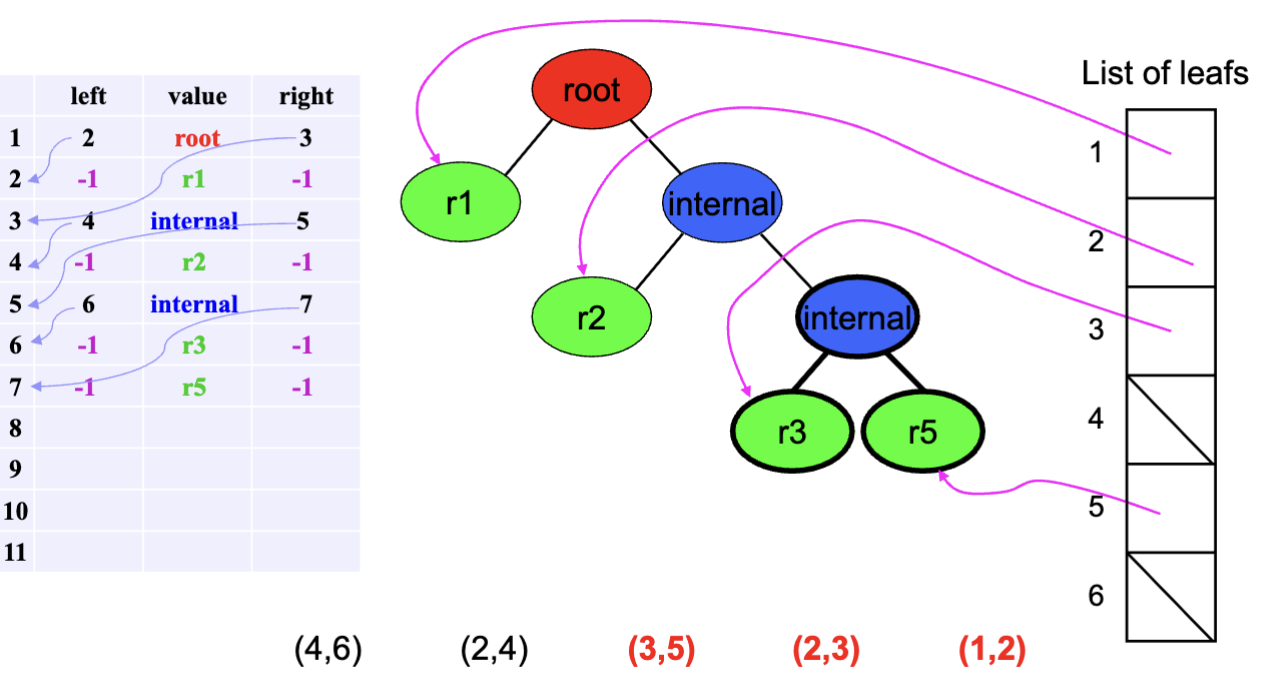 left value right
1 2 root 3
2 -1 r1 -1
3 4 internal 5
4 -1 r2 -1
5 6 internal 7
6 -1 r3 -1
7 -1 r5 -1
8
9
10
11
root
r1
internal
r2
internal
r3
r5
List of leafs
1
2
3
4
5
6
(4,6) (2,4) (3,5) (2,3) (1,2)